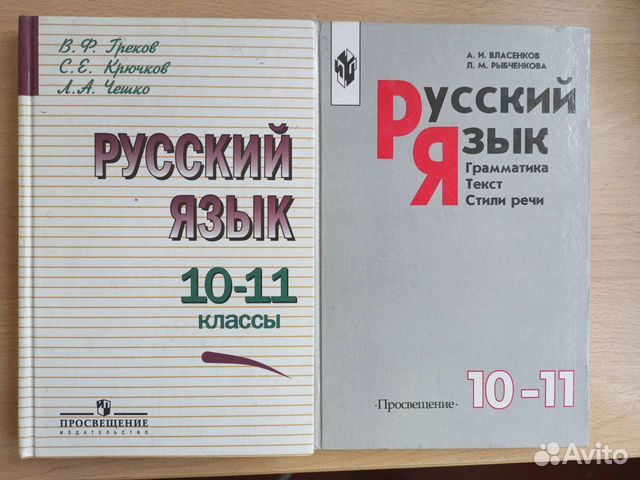 В. Ф. Греков
С. Е. Крючков
Л. А. Чешко
РУССКИЙ
ЯЗЫК
10-11
классы
ПРОСВЕЩЕНИЕ
ИЗДАТЕЛЬСТВО
А. И. ВЛАСЕНКОВ
Л. М. РЫБЧЕНКОВА
Русский
Язык
Грамматика
Текст
Стили речи
·Просвещение·
10-11
Avito